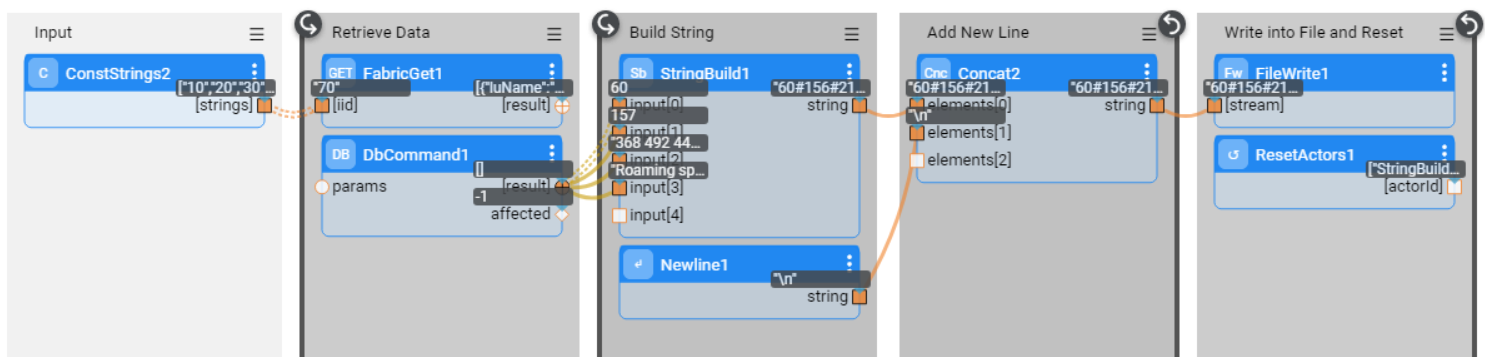 Input
C ConstStrings2
["10","20","30"...
[strings]
Retrieve Data
GET FabricGet1
"70"
[{"luName":"...
[iid]
[result]
DB DbCommand1
[]
params
[result]
-1
affected
Build String
Sb StringBuild1
60
"60#156#21...
input[0]
string
157
input[1]
"368 492 44...
input[2]
"Roaming sp...
input[3]
input[4]
Newline1
"\n"
string
Add New Line
Cnc Concat2
"60#156#21...
"60#156#21...
elements[0]
string
"\n"
elements[1]
elements[2]
Write into File and Reset
Fw FileWrite1
"60#156#21...
[stream]
ResetActors1
["StringBuild...
[actorId]